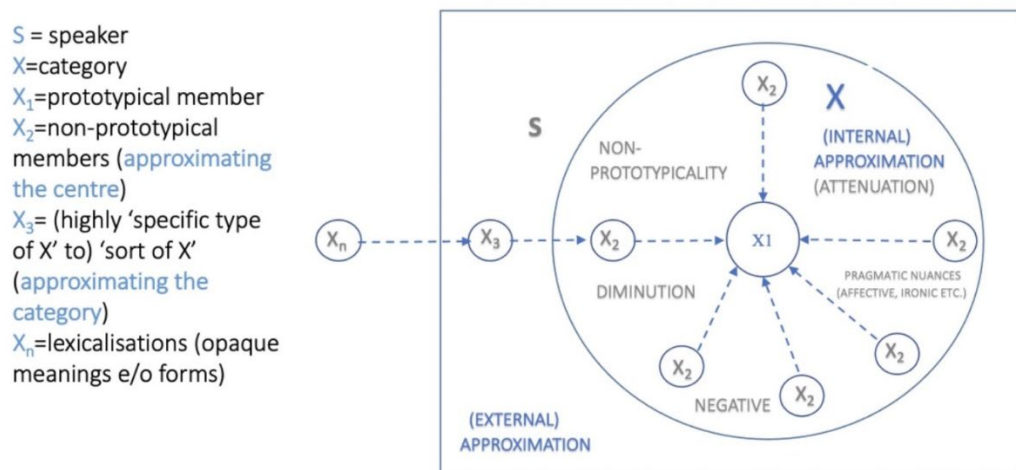 S = speaker
X=category
X₁=prototypical member
X₂=non-prototypical
members (approximating
the centre)
X₃= (highly ‘specific type
of X’ to) ‘sort of X’
(approximating the
category)
Xₙ=lexicalisations (opaque
meanings e/o forms)
X₂
X
S
(INTERNAL)
APPROXIMATION
(ATTENUATION)
NON-
PROTOTYPICALITY
Xₙ
X₃
X₂
X1
X₂
DIMINUTION
PRAGMATIC NUANCES
(AFFECTIVE, IRONIC ETC.)
X₂
X₂
X₂
NEGATIVE
(EXTERNAL)
APPROXIMATION